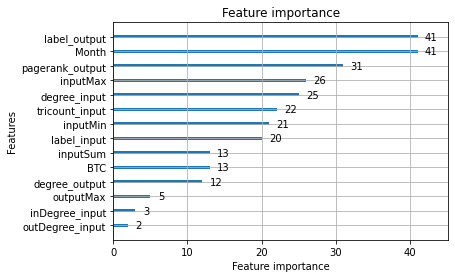 Feature importance
label_output 41
Month 41
pagerank_output 31
inputMax 26
degree_input 25
tricount_input 22
inputMin 21
label_input 20
inputSum 13
BTC 13
degree_output 12
outputMax 5
inDegree_input 3
outDegree_input 2
Features
0 10 20 30 40
Feature importance